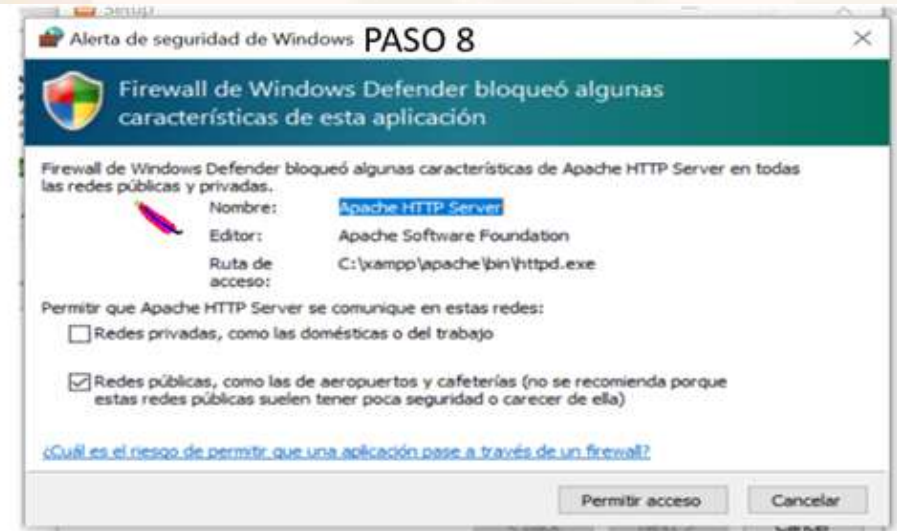 Setup
Alerta de seguridad de Windows PASO 8
Firewall de Windows Defender bloqueó algunas
características de esta aplicación
Firewall de Windows Defender bloqueó algunas características de Apache HTTP Server en todas
las redes públicas y privadas.
Nombre: Apache HTTP Server
Editor: Apache Software Foundation
Ruta de acceso: C:\xampp\apache\bin\httpd.exe
Permitir que Apache HTTP Server se comunique en estas redes:
Redes privadas, como las domésticas o del trabajo
Redes públicas, como las de aeropuertos y cafeterías (no se recomienda porque
estas redes públicas suelen tener poca seguridad o carecer de ella)
¿Cuál es el riesgo de permitir que una aplicación pase a través de un firewall?
Permitir acceso Cancelar
Cancel